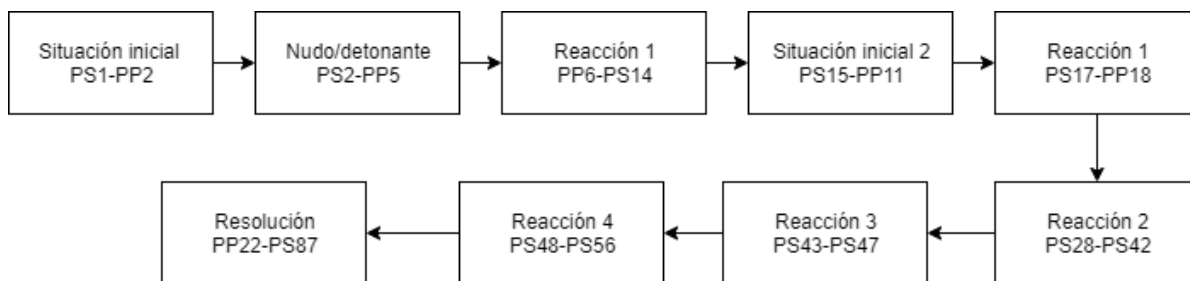 Situación inicial
PS1-PP2
Nudo/detonante
PS2-PP5
Reacción 1
PP6-PS14
Situación inicial 2
PS15-PP11
Reacción 1
PS17-PP18
Reacción 2
PS28-PS42
Reacción 3
PS43-PS47
Reacción 4
PS48-PS56
Resolución
PP22-PS87